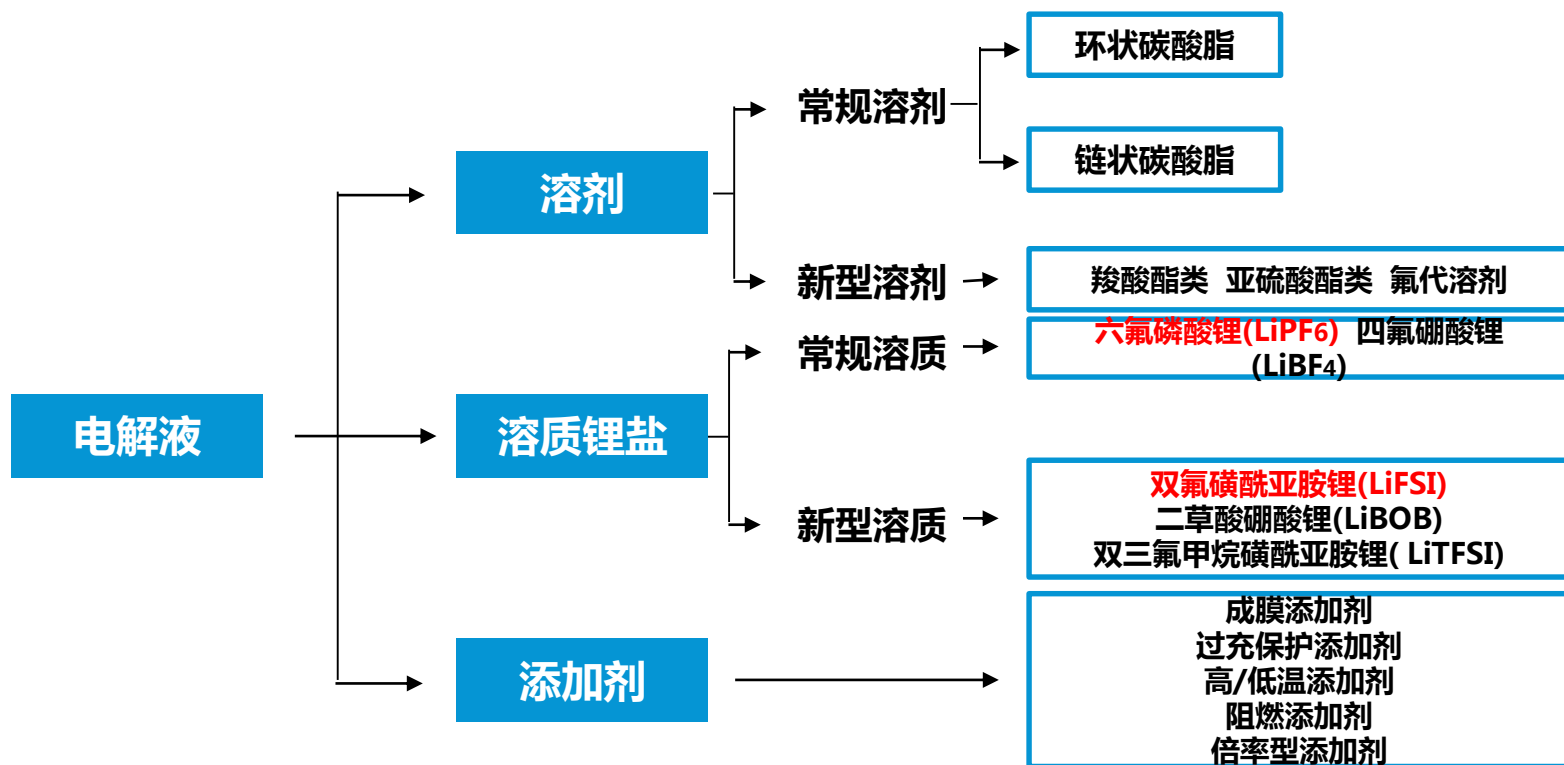 环状碳酸脂
常规溶剂
链状碳酸脂
溶剂
新型溶剂
羧酸酯类 亚硫酸酯类 氟代溶剂
常规溶质
六氟磷酸锂(LiPF6) 四氟硼酸锂
(LiBF4)
电解液
溶质锂盐
新型溶质
双氟磺酰亚胺锂(LiFSI)
二草酸硼酸锂(LiBOB)
双三氟甲烷磺酰亚胺锂( LiTFSI)
添加剂
成膜添加剂
过充保护添加剂
高/低温添加剂
阻燃添加剂
倍率型添加剂